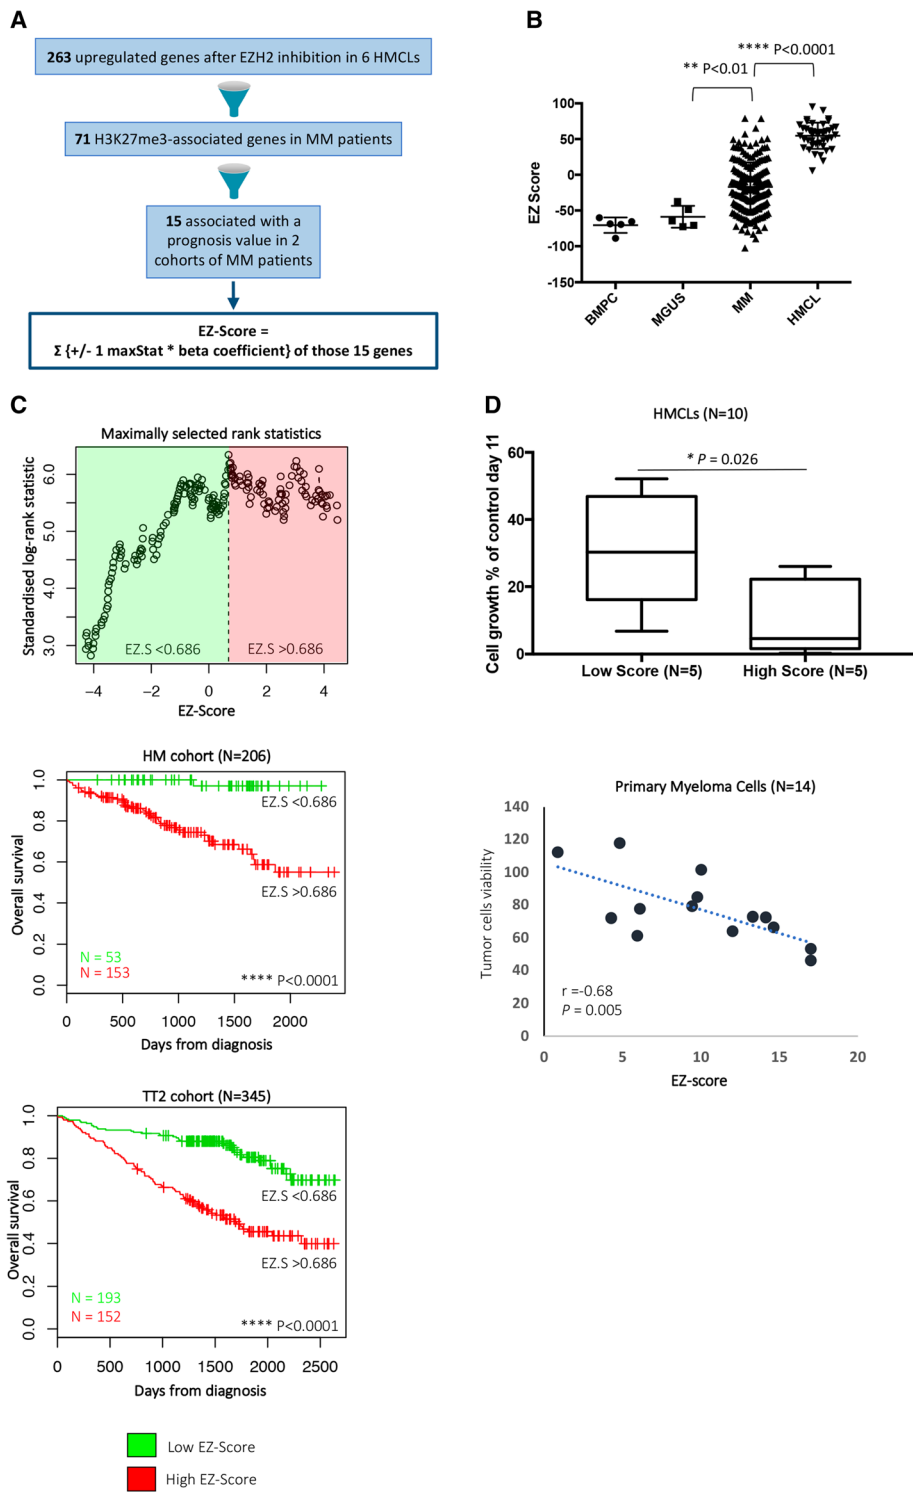 A
263 upregulated genes after EZH2 inhibition in 6 HMCLs
71 H3K27me3-associated genes in MM patients
15 associated with a
prognosis value in 2
cohorts of MM patients
EZ-Score =
Σ {+/- 1 maxStat * beta coefficient} of those 15 genes
B
**** P<0.0001
** P<0.01
EZ Score
100
50
0
-50
-100
-150
BMPC
MGUS
MM
HMCL
C
Maximally selected rank statistics
Standardised log-rank statistic
6.0
5.0
4.0
3.0
EZ.S <0.686
EZ.S >0.686
−4
−2
0
2
4
EZ-Score
HM cohort (N=206)
Overall survival
1.0
0.8
0.6
0.4
0.2
0.0
EZ.S <0.686
EZ.S >0.686
N = 53
N = 153
**** P<0.0001
0
500
1000
1500
2000
Days from diagnosis
TT2 cohort (N=345)
Overall survival
1.0
0.8
0.6
0.4
0.2
0.0
EZ.S <0.686
EZ.S >0.686
N = 193
N = 152
**** P<0.0001
0
500
1000
1500
2000
2500
Days from diagnosis
Low EZ-Score
High EZ-Score
D
HMCLs (N=10)
Cell growth % of control day 11
60
40
20
0
* P = 0.026
Low Score (N=5)
High Score (N=5)
Primary Myeloma Cells (N=14)
Tumor cells viability
140
120
100
80
60
40
20
0
r =-0.68
P = 0.005
0
5
10
15
20
EZ-score